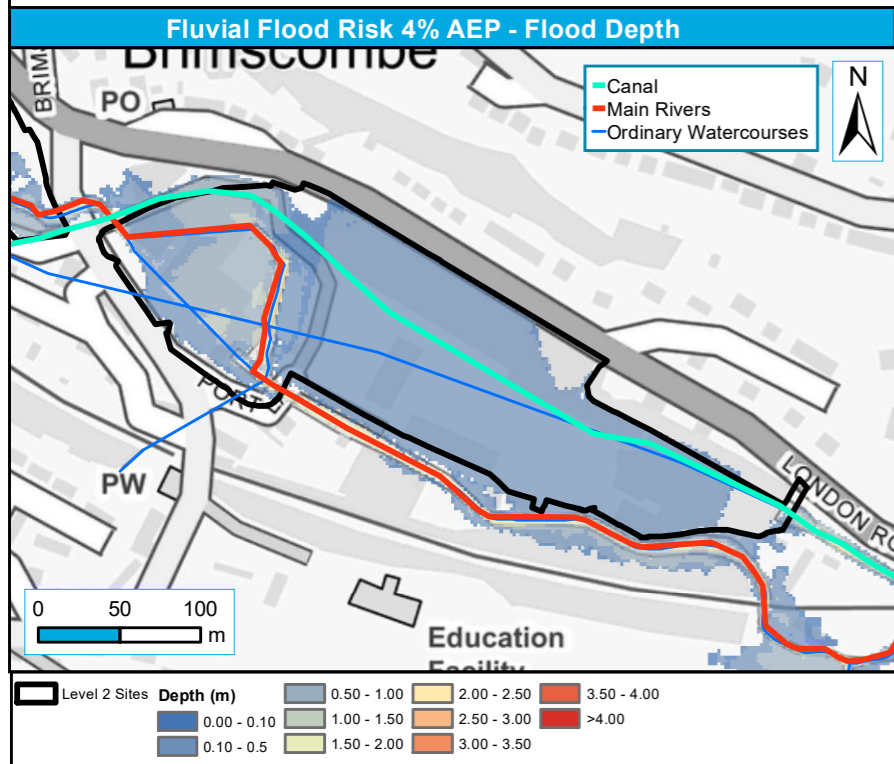 Fluvial Flood Risk 4% AEP - Flood Depth
Brimscombe
BRIMS
PO
Canal
Main Rivers
Ordinary Watercourses
N
PORT
PW
LONDON RO
0 50 100
m
Education
Facility
Level 2 Sites
Depth (m)
0.00 - 0.10
0.10 - 0.5
0.50 - 1.00
1.00 - 1.50
1.50 - 2.00
2.00 - 2.50
2.50 - 3.00
3.00 - 3.50
3.50 - 4.00
>4.00